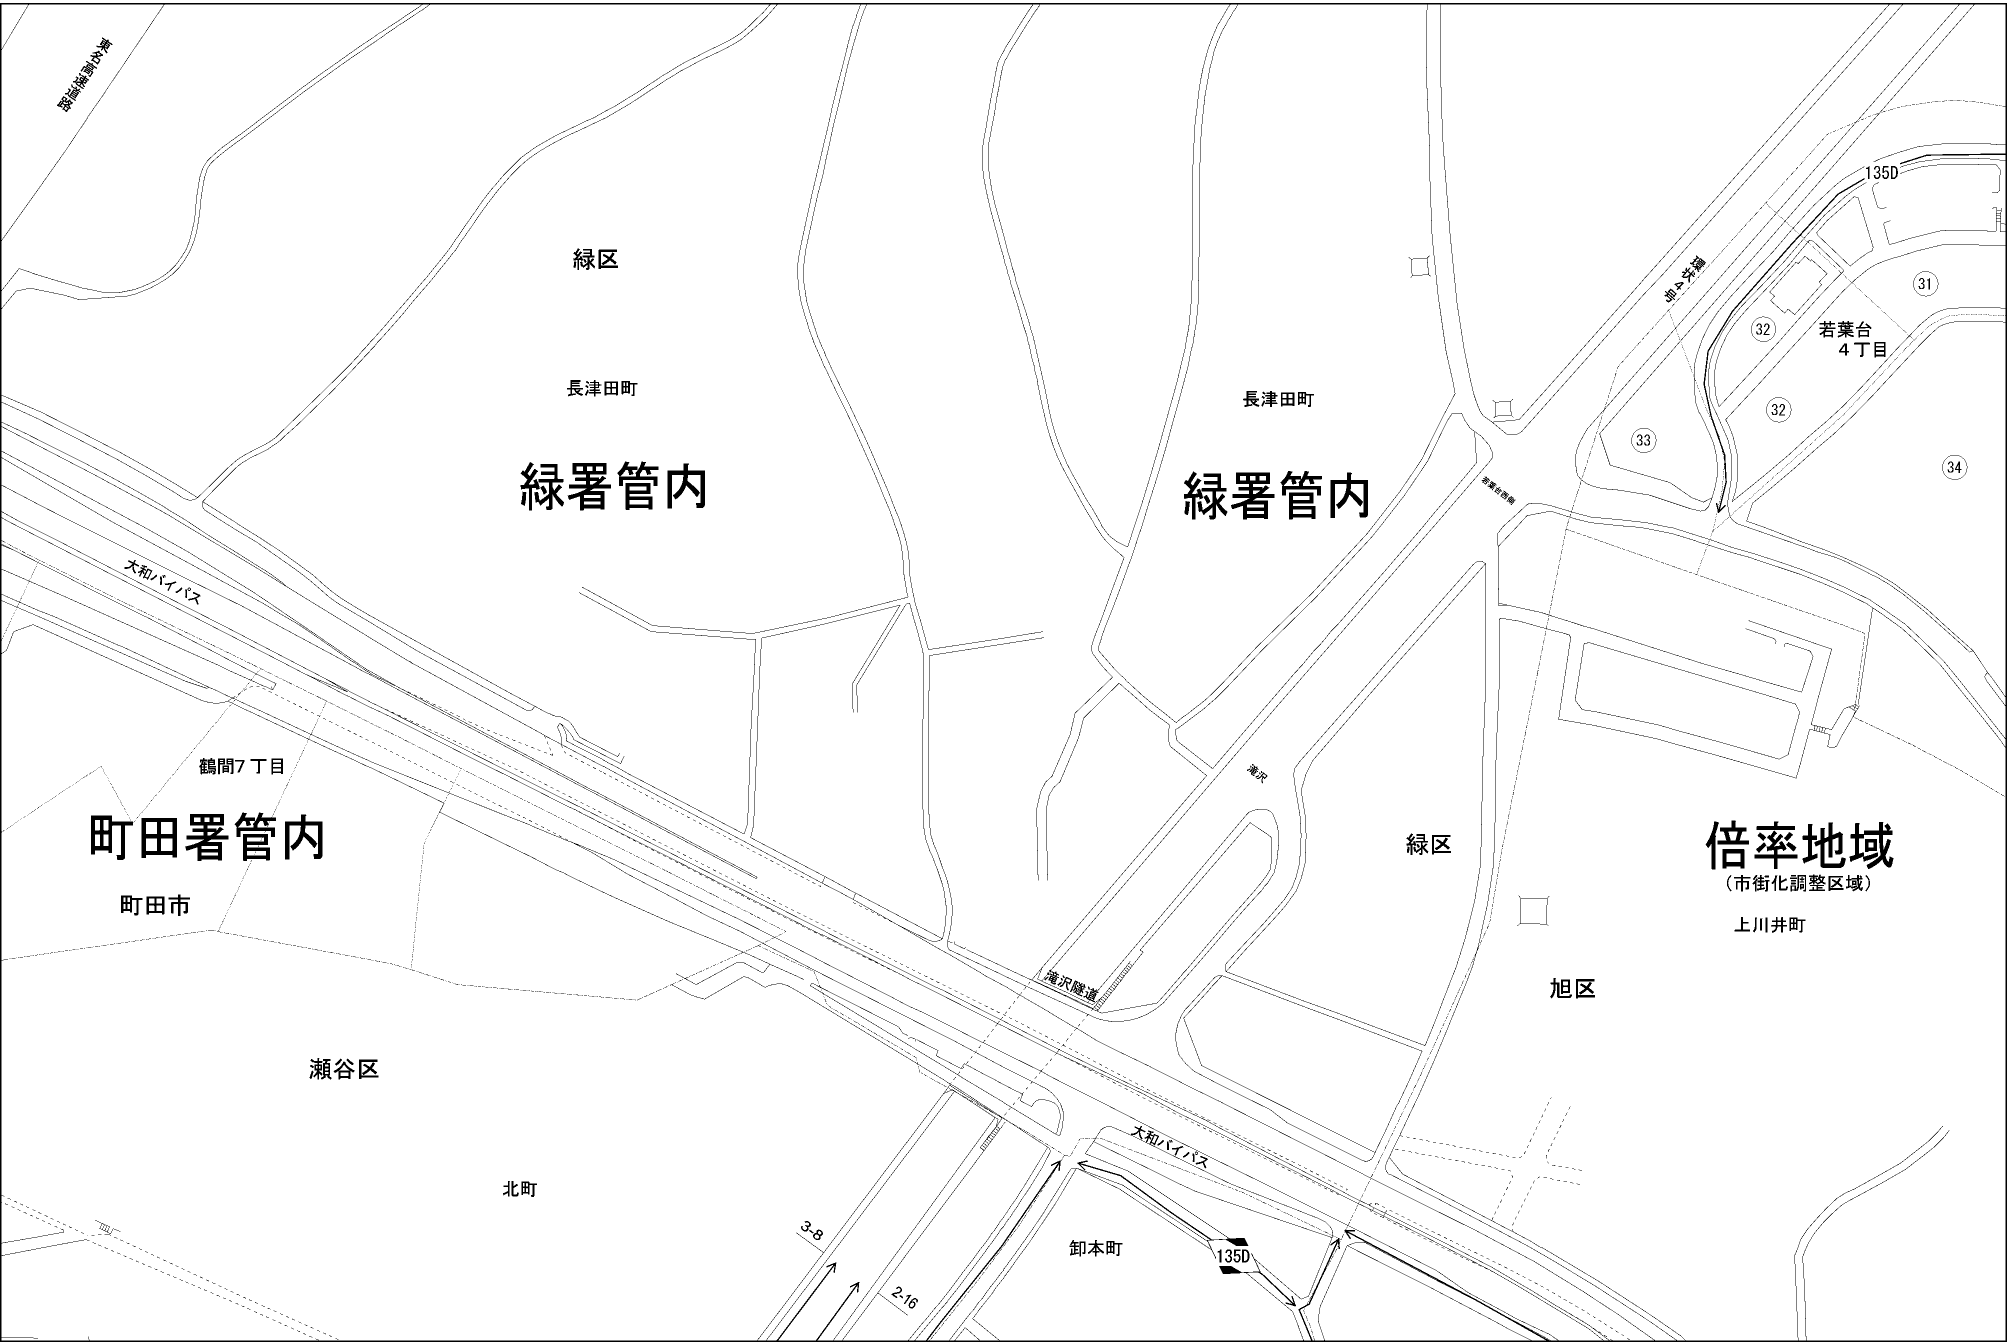 東名高速道路
135D
緑区
環状4号
31
32
若葉台
4丁目
長津田町
長津田町
32
33
34
緑署管内
緑署管内
若葉台西側
大和バイパス
鶴間7丁目
滝沢
町田署管内
緑区
倍率地域
(市街化調整区域)
町田市
上川井町
滝沢隧道
旭区
瀬谷区
大和バイパス
北町
3-8
卸本町
135D
2-16